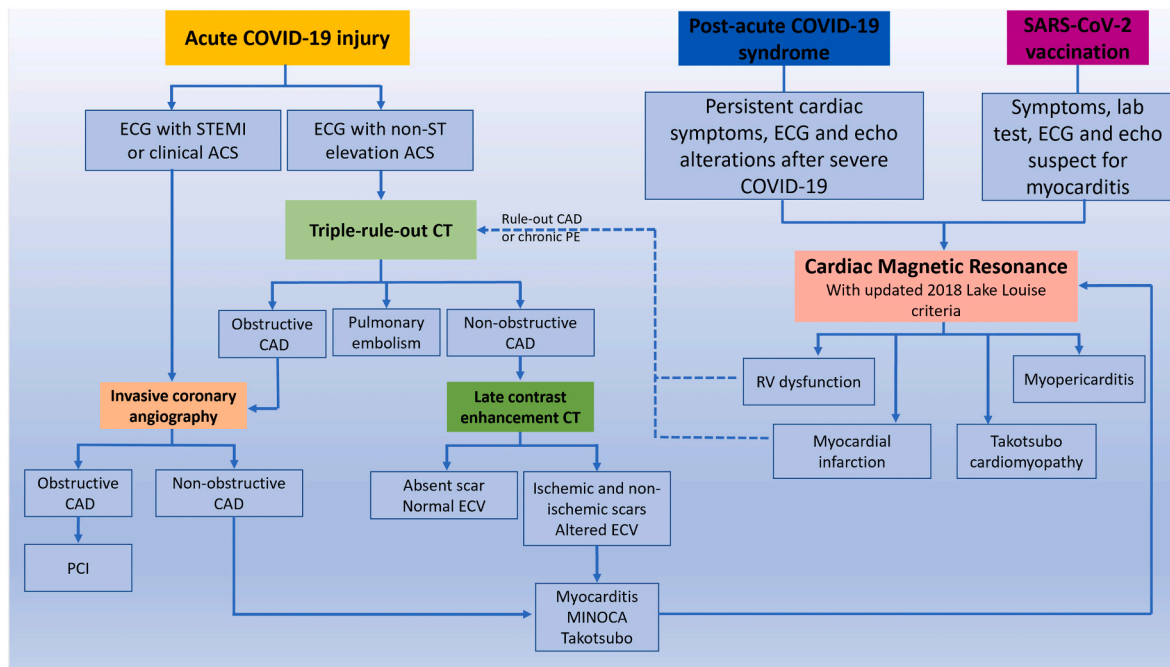 Acute COVID-19 injury
Post-acute COVID-19
syndrome
SARS-CoV-2
vaccination
ECG with STEMI
or clinical ACS
ECG with non-ST
elevation ACS
Persistent cardiac
symptoms, ECG and echo
alterations after severe
COVID-19
Symptoms, lab
test, ECG and echo
suspect for
myocarditis
Triple-rule-out CT
Rule-out CAD
or chronic PE
Cardiac Magnetic Resonance
With updated 2018 Lake Louise
criteria
Obstructive
CAD
Pulmonary
embolism
Non-obstructive
CAD
RV dysfunction
Myopericarditis
Invasive coronary
angiography
Late contrast
enhancement CT
Myocardial
infarction
Takotsubo
cardiomyopathy
Obstructive
CAD
Non-obstructive
CAD
Absent scar
Normal ECV
Ischemic and non-
ischemic scars
Altered ECV
PCI
Myocarditis
MINOCA
Takotsubo